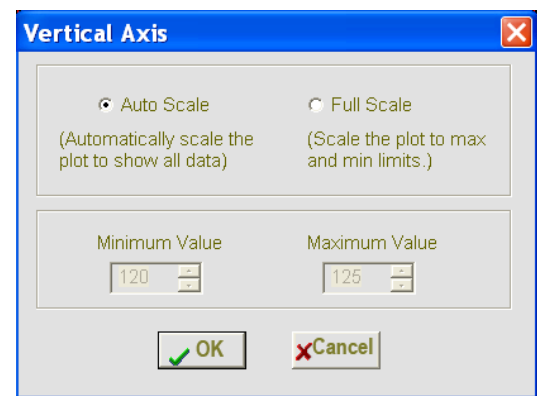 Vertical Axis
Auto Scale
Full Scale
(Automatically scale the
plot to show all data)
(Scale the plot to max
and min limits.)
Minimum Value
Maximum Value
120
125
OK
Cancel